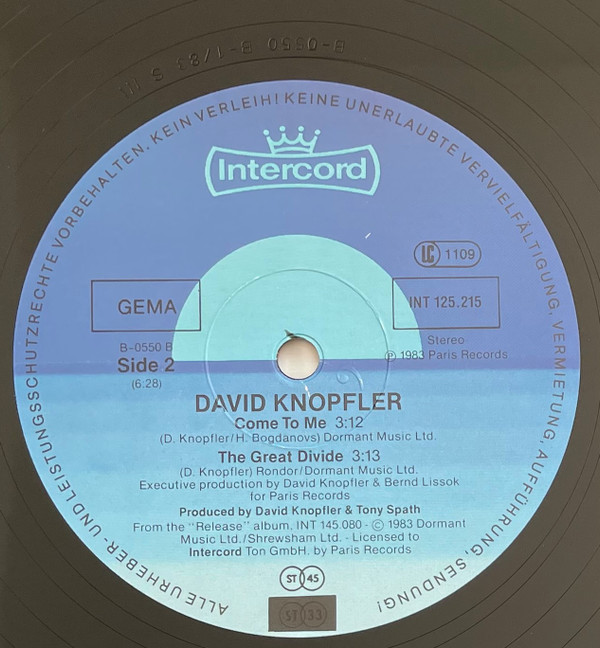 B-0550 B-1/83 S
ALLE URHEBER- UND LEISTUNGSSCHUTZRECHTE VORBEHALTEN. KEIN VERLEIH! KEINE UNERLAUBTE VERVIELFÄLTIGUNG, VERMIETUNG, AUFFÜHRUNG, SENDUNG!
Intercord
LC 1109
GEMA
INT 125.215
B-0550 B
Side 2
(6:28)
Stereo
℗ 1983 Paris Records
DAVID KNOPFLER
Come To Me 3:12
(D. Knopfler/H. Bogdanovs) Dormant Music Ltd.
The Great Divide 3:13
(D. Knopfler) Rondor/Dormant Music Ltd.
Executive production by David Knopfler & Bernd Lissok
for Paris Records
Produced by David Knopfler & Tony Spath
From the "Release" album, INT 145.080 - © 1983 Dormant
Music Ltd./Shrewsham Ltd. - Licensed to
Intercord Ton GmbH. by Paris Records
ST 45
ST 33